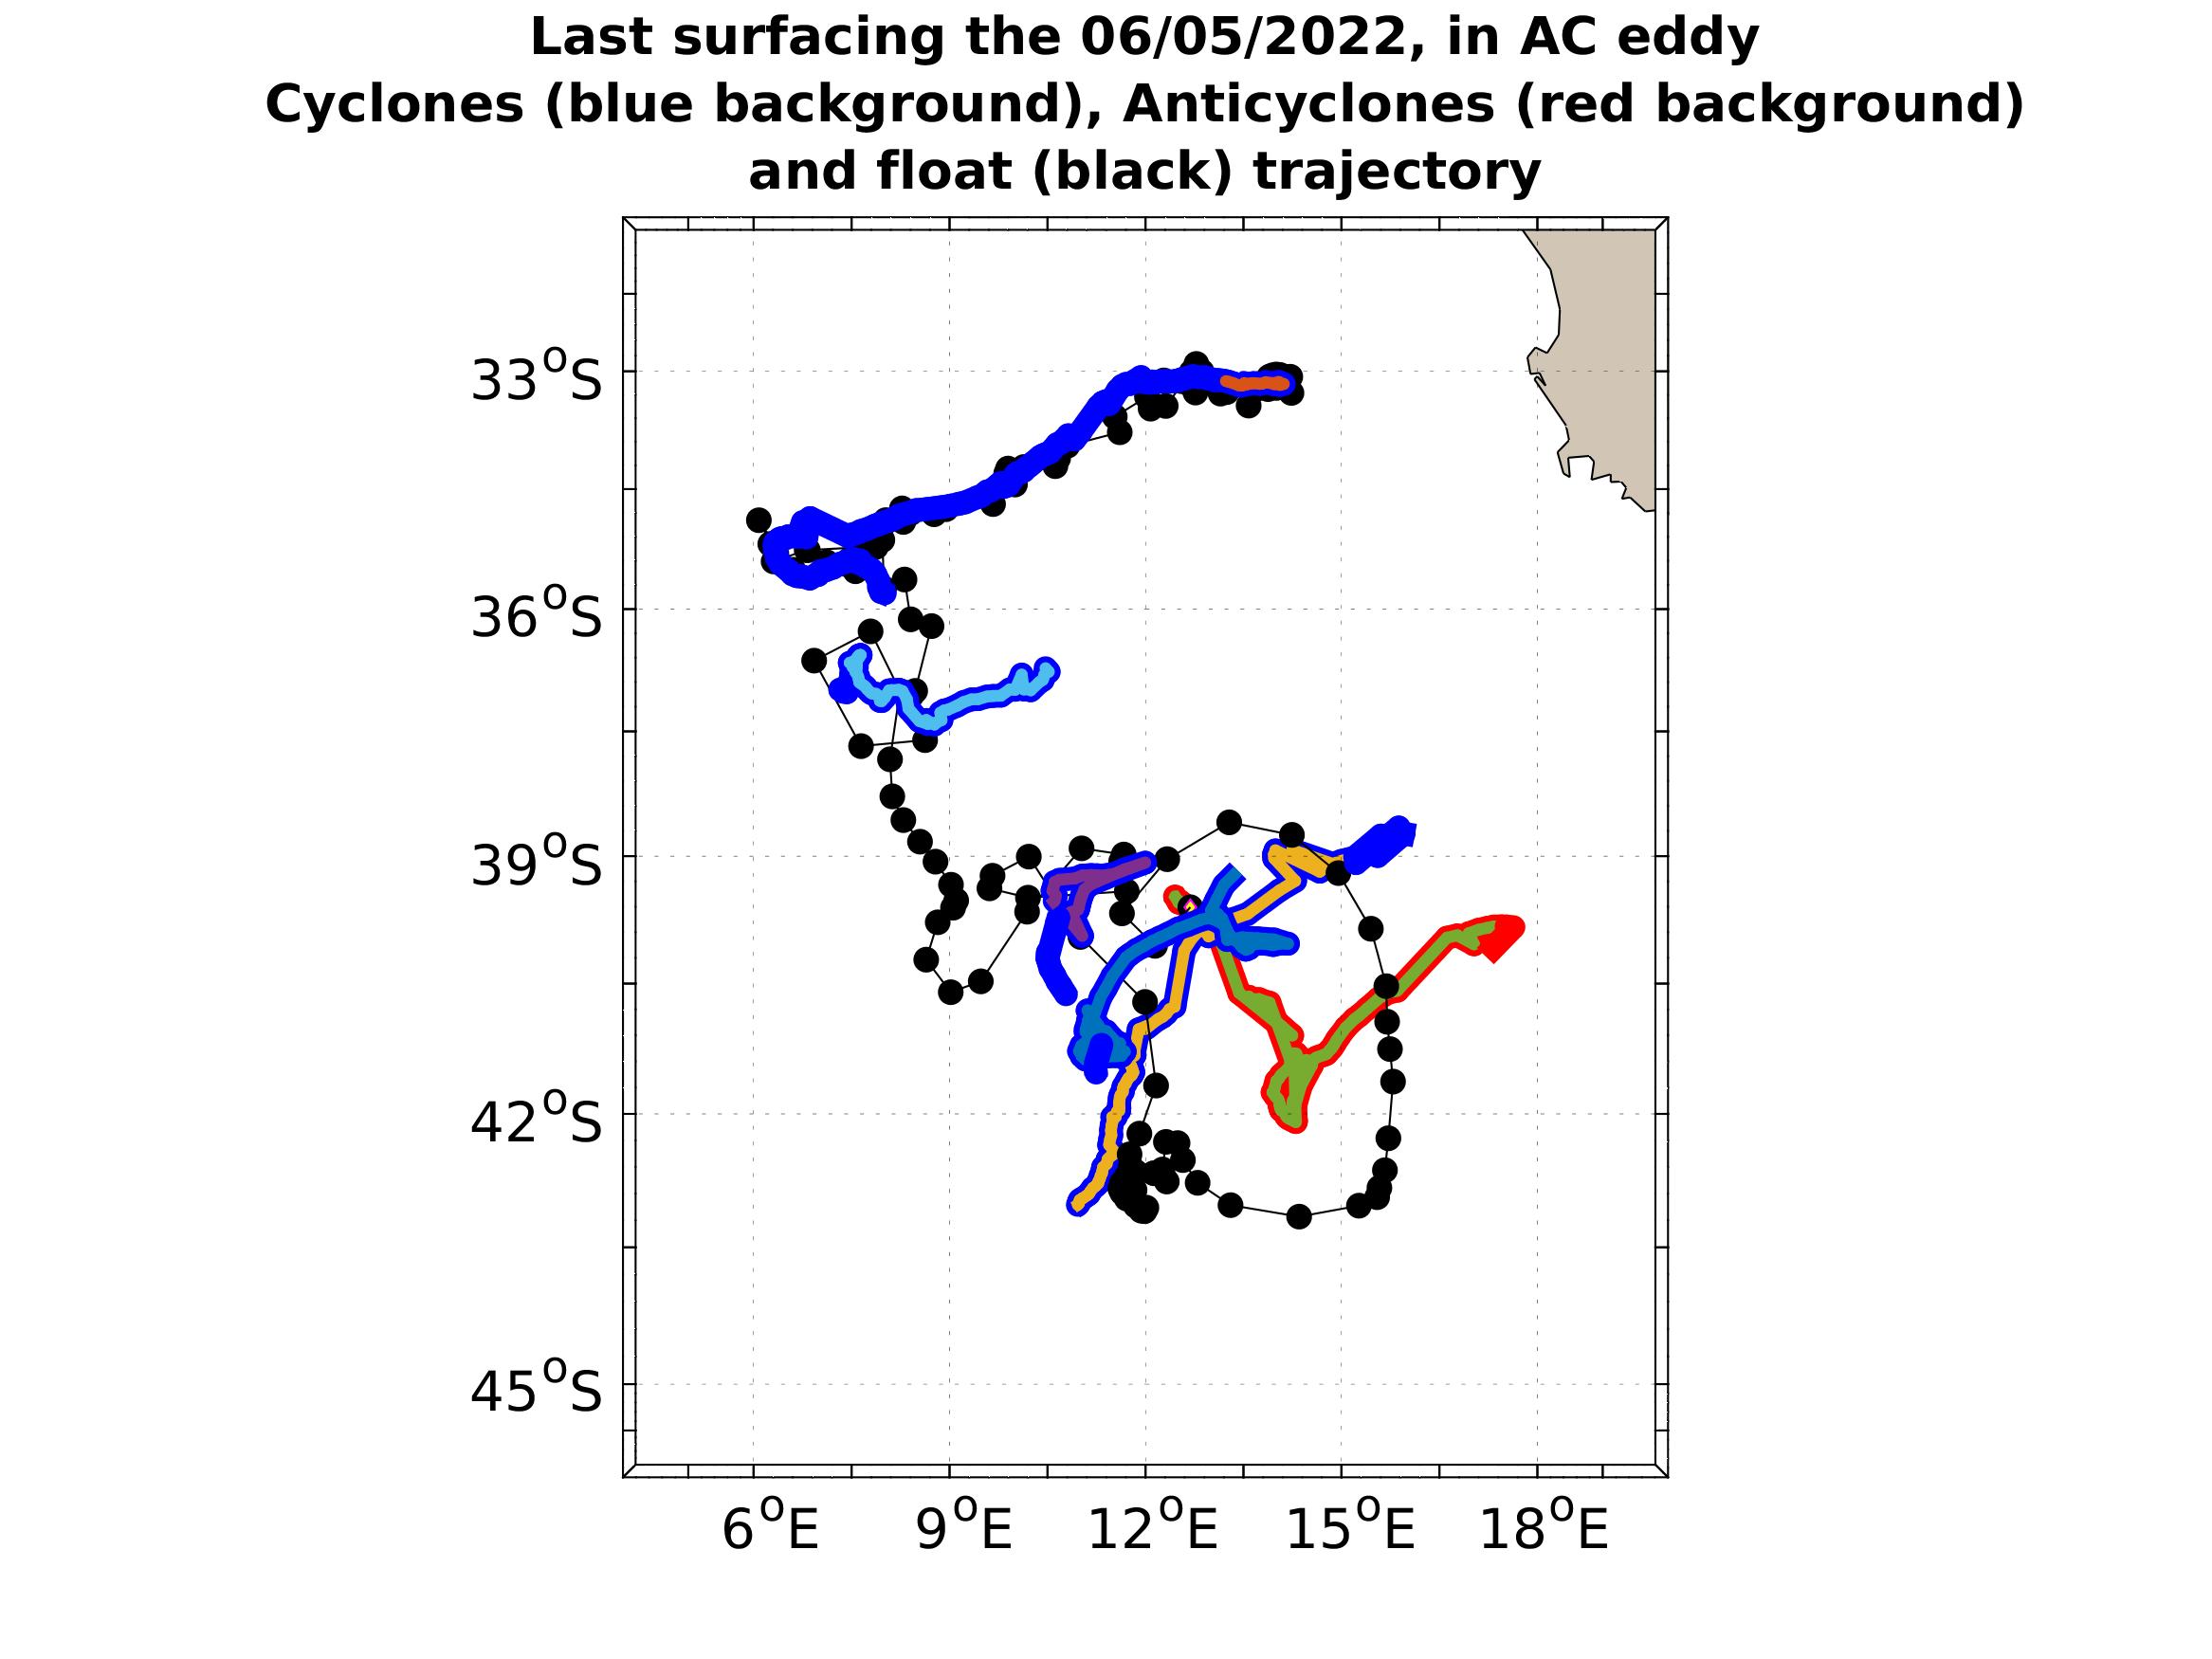 Last surfacing the 06/05/2022, in AC eddy
Cyclones (blue background), Anticyclones (red background)
and float (black) trajectory
33°S
36°S
39°S
42°S
45°S
6°E 9°E 12°E 15°E 18°E